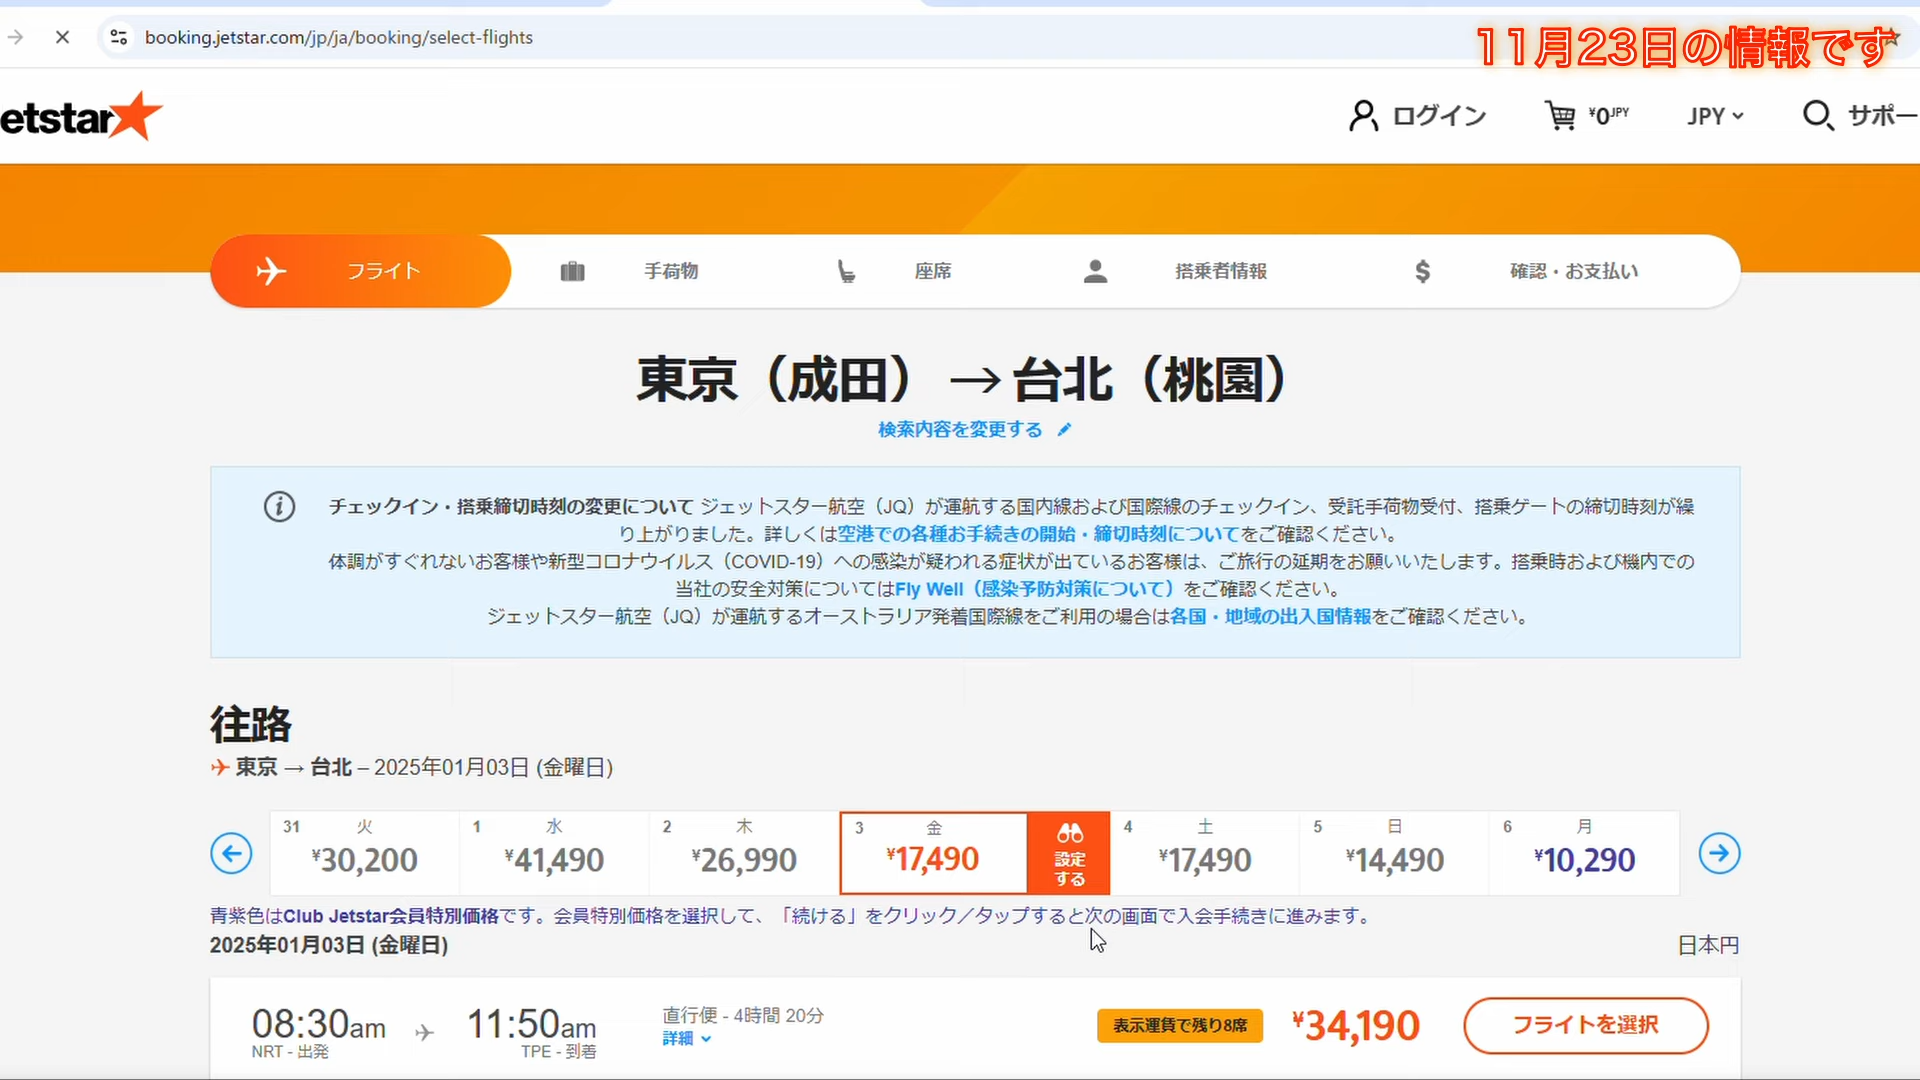 booking.jetstar.com/jp/ja/booking/select-flights
11月23日の情報です
etstar
ログイン
¥0JPY
JPY
サポー
フライト
手荷物
座席
搭乗者情報
確認・お支払い
東京（成田）→台北（桃園）
検索内容を変更する
チェックイン・搭乗締切時刻の変更について ジェットスター航空（JQ）が運航する国内線および国際線のチェックイン、受託手荷物受付、搭乗ゲートの締切時刻が繰
り上がりました。詳しくは空港での各種お手続きの開始・締切時刻についてをご確認ください。
体調がすぐれないお客様や新型コロナウイルス（COVID-19）への感染が疑われる症状が出ているお客様は、ご旅行の延期をお願いいたします。搭乗時および機内での
当社の安全対策についてはFly Well（感染予防対策について）をご確認ください。
ジェットスター航空（JQ）が運航するオーストラリア発着国際線をご利用の場合は各国・地域の出入国情報をご確認ください。
往路
東京 → 台北 – 2025年01月03日 (金曜日)
31 火
¥30,200
1 水
¥41,490
2 木
¥26,990
3 金
¥17,490
設定
する
4 土
¥17,490
5 日
¥14,490
6 月
¥10,290
青紫色はClub Jetstar会員特別価格です。会員特別価格を選択して、「続ける」をクリック／タップすると次の画面で入会手続きに進みます。
2025年01月03日 (金曜日)
日本円
08:30am
NRT - 出発
11:50am
TPE - 到着
直行便 - 4時間 20分
詳細
表示運賃で残り8席
¥34,190
フライトを選択